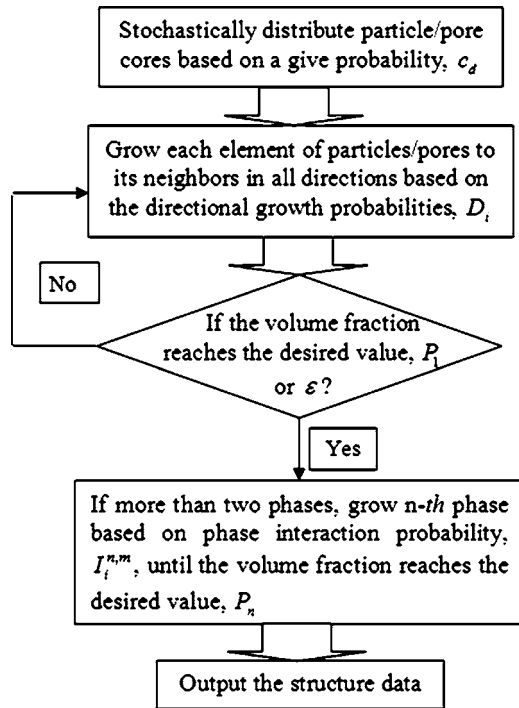 Stochastically distribute particle/pore
cores based on a give probability, c_d
Grow each element of particles/pores to
its neighbors in all directions based on
the directional growth probabilities, D_i
No
If the volume fraction
reaches the desired value, P_1
or ε?
Yes
If more than two phases, grow n-th phase
based on phase interaction probability,
I_i^{n,m}, until the volume fraction reaches the
desired value, P_n
Output the structure data